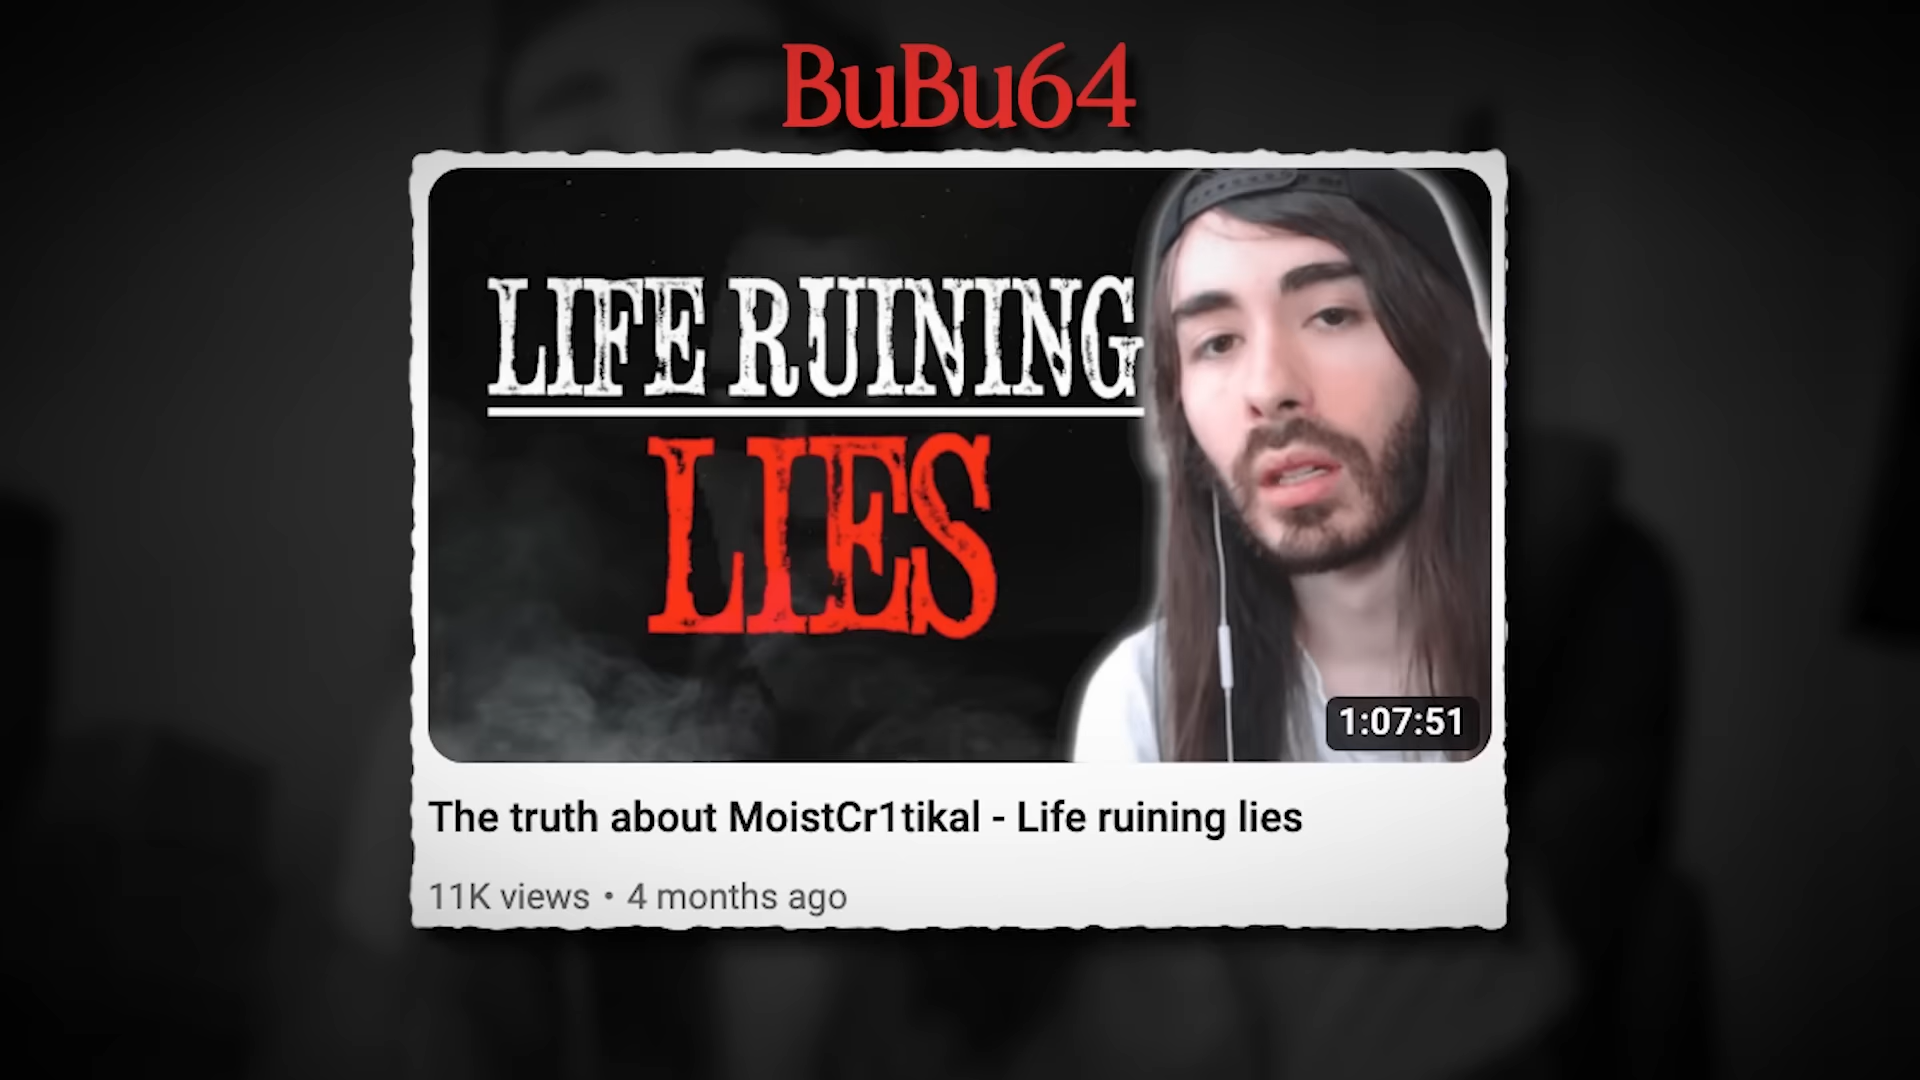 BuBu64
LIFE RUINING
LIES
1:07:51
The truth about MoistCr1tikal - Life ruining lies
11K views • 4 months ago